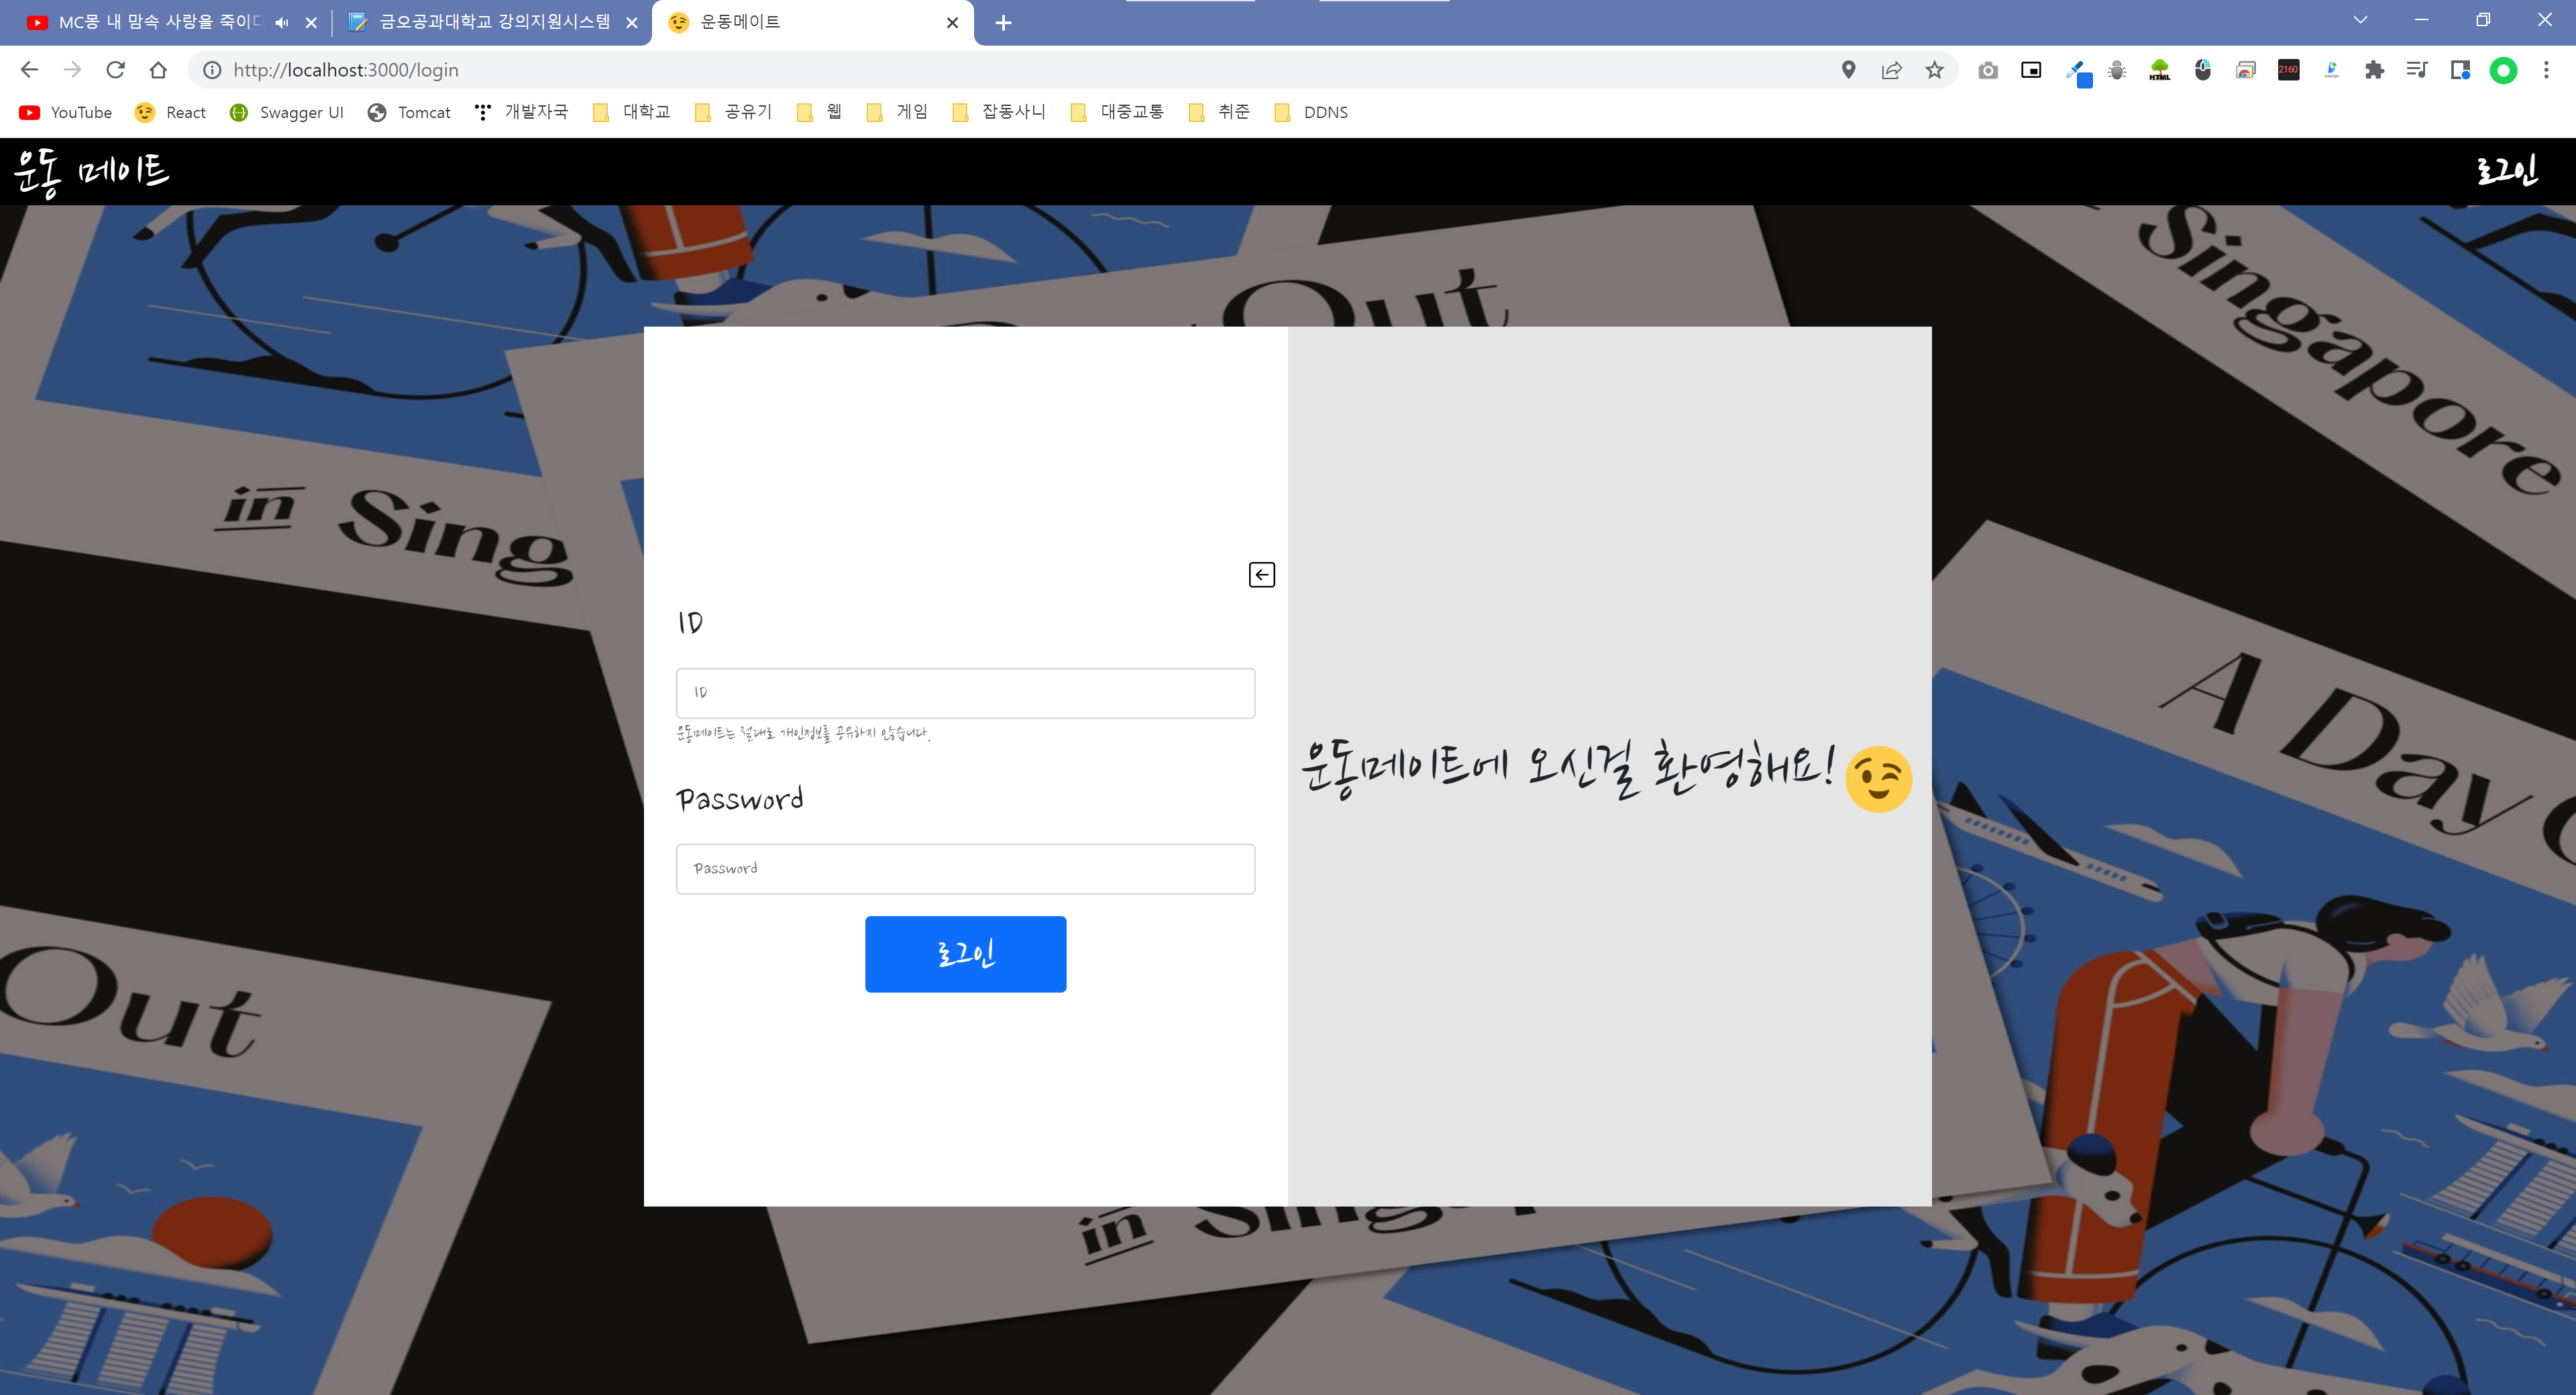 MC몽 내 맘속 사랑을 죽이다
금오공과대학교 강의지원시스템
운동메이트
http://localhost:3000/login
HTML
2160
YouTube
React
Swagger UI
Tomcat
개발자국
대학교
공유기
웹
게임
잡동사니
대중교통
취준
DDNS
운동 메이트
로그인
Out
Singapore
in Sing
A Day O
ID
ID
운동메이트는 절대로 개인정보를 공유하지 않습니다.
Password
Password
로그인
운동메이트에 오신걸 환영해요!
Out
in